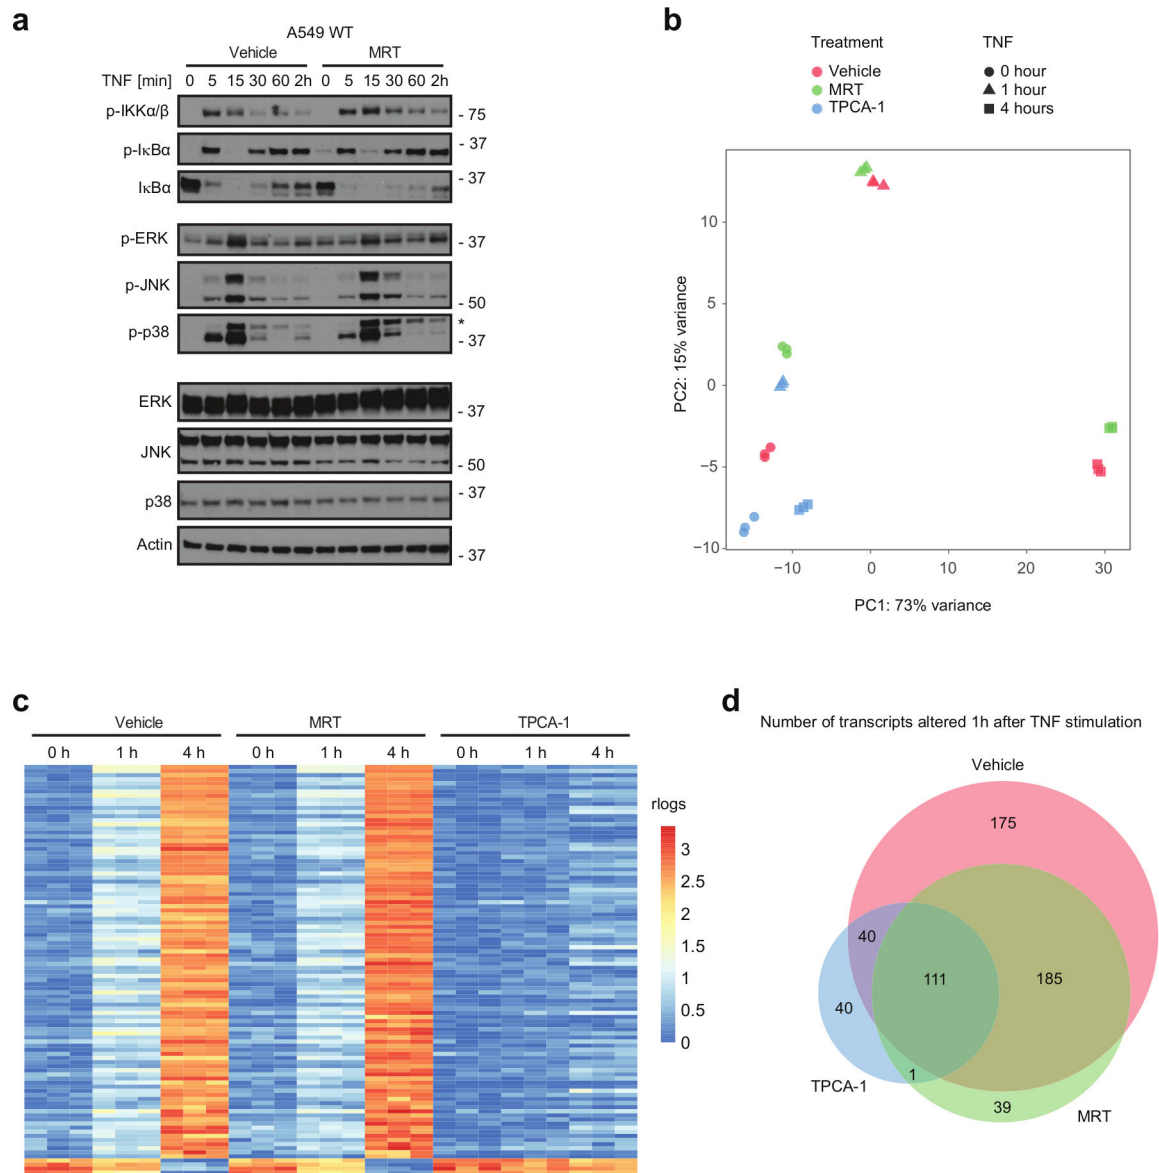 a
A549 WT
Vehicle MRT
TNF [min] 0 5 15 30 60 2h 0 5 15 30 60 2h
p-IKKα/β - 75
p-IκBα - 37
IκBα - 37
p-ERK - 37
p-JNK - 50
p-p38 * - 37
ERK - 37
JNK - 50
p38 - 37
Actin - 37
b
Treatment TNF
Vehicle 0 hour
MRT 1 hour
TPCA-1 4 hours
PC2: 15% variance
10
5
0
−5
−10
−10 0 10 20 30
PC1: 73% variance
c
Vehicle MRT TPCA-1
0 h 1 h 4 h 0 h 1 h 4 h 0 h 1 h 4 h
rlogs
3
2.5
2
1.5
1
0.5
0
d
Number of transcripts altered 1h after TNF stimulation
Vehicle
175
40
111 185
40
1
TPCA-1
39
MRT